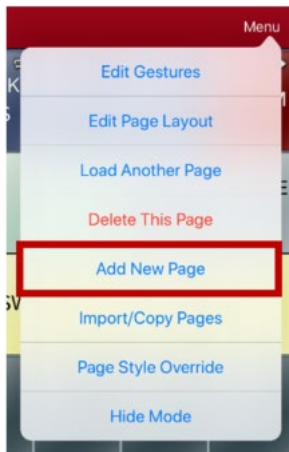 Menu
Edit Gestures
Edit Page Layout
Load Another Page
Delete This Page
Add New Page
Import/Copy Pages
Page Style Override
Hide Mode